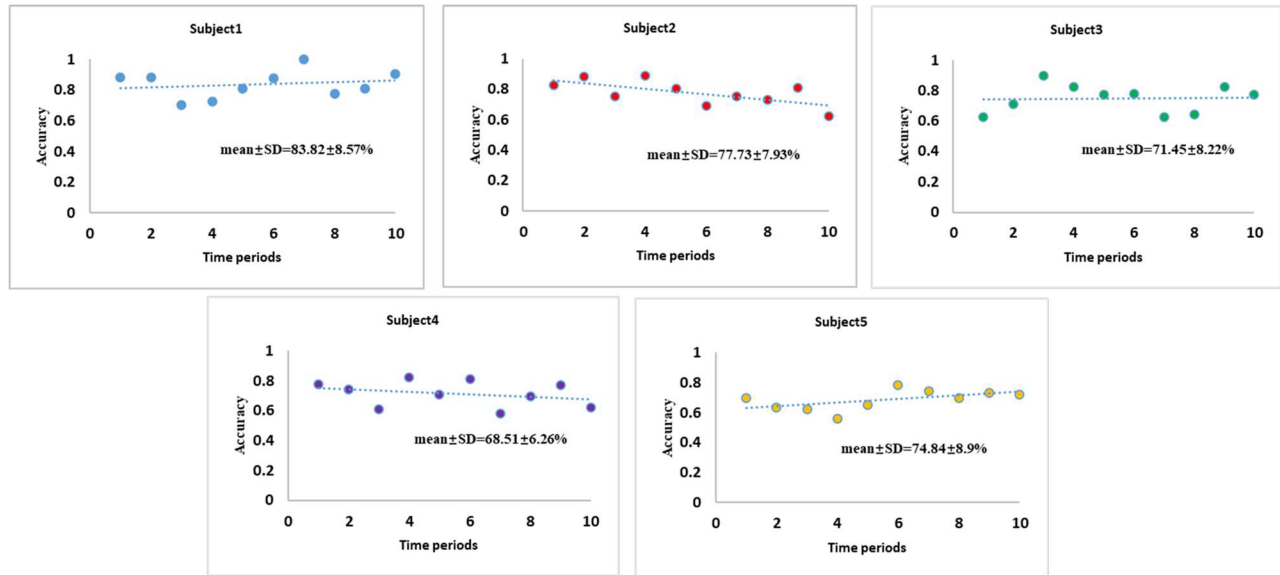 Subject1
1
0.8
0.6
0.4
0.2
0
Accuracy
mean±SD=83.82±8.57%
0 2 4 6 8 10
Time periods
Subject2
1
0.8
0.6
0.4
0.2
0
Accuracy
mean±SD=77.73±7.93%
0 2 4 6 8 10
Time periods
Subject3
1
0.8
0.6
0.4
0.2
0
Accuracy
mean±SD=71.45±8.22%
0 2 4 6 8 10
Time periods
Subject4
1
0.8
0.6
0.4
0.2
0
Accuracy
mean±SD=68.51±6.26%
0 2 4 6 8 10
Time periods
Subject5
1
0.8
0.6
0.4
0.2
0
Accuracy
mean±SD=74.84±8.9%
0 2 4 6 8 10
Time periods